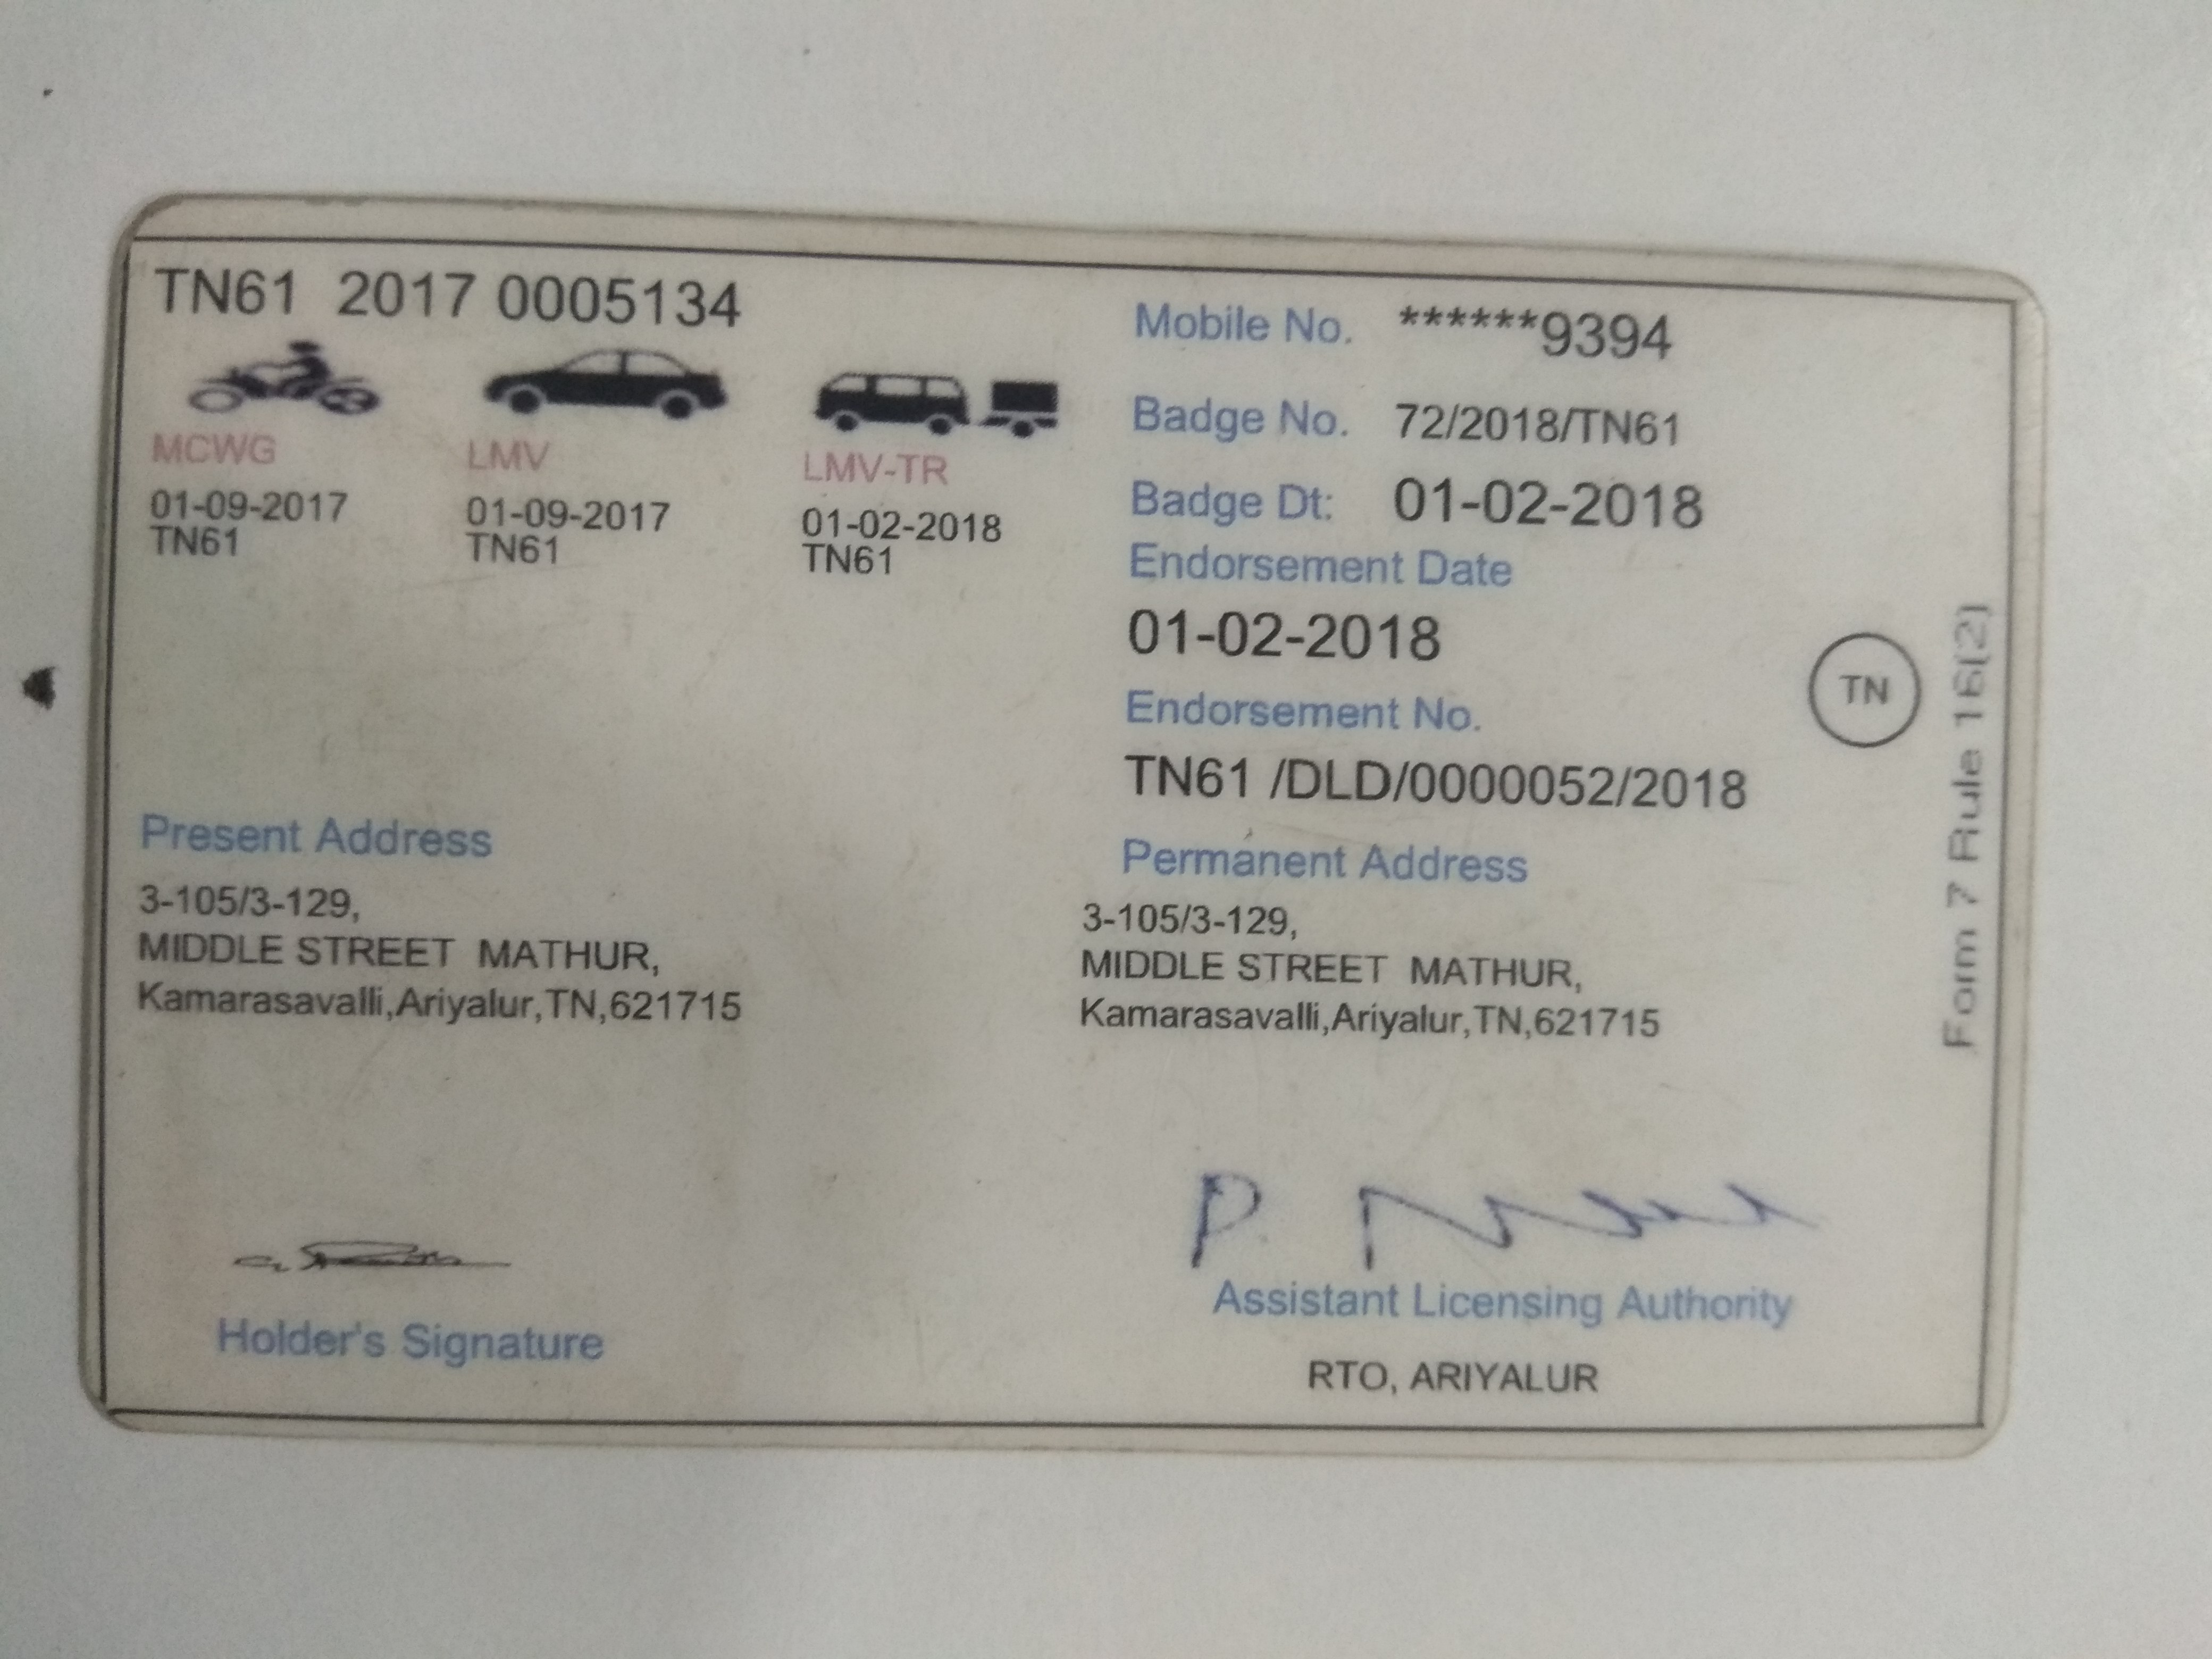 TN61 2017 0005134
MCWG
01-09-2017
TN61
LMV
01-09-2017
TN61
LMV-TR
01-02-2018
TN61
Mobile No. ******9394
Badge No. 72/2018/TN61
Badge Dt: 01-02-2018
Endorsement Date
01-02-2018
Endorsement No.
TN61 /DLD/0000052/2018
TN
Form 7 Rule 16(2)
Present Address
3-105/3-129,
MIDDLE STREET MATHUR,
Kamarasavalli,Ariyalur,TN,621715
Permanent Address
3-105/3-129,
MIDDLE STREET MATHUR,
Kamarasavalli,Ariyalur,TN,621715
Holder's Signature
Assistant Licensing Authority
RTO, ARIYALUR